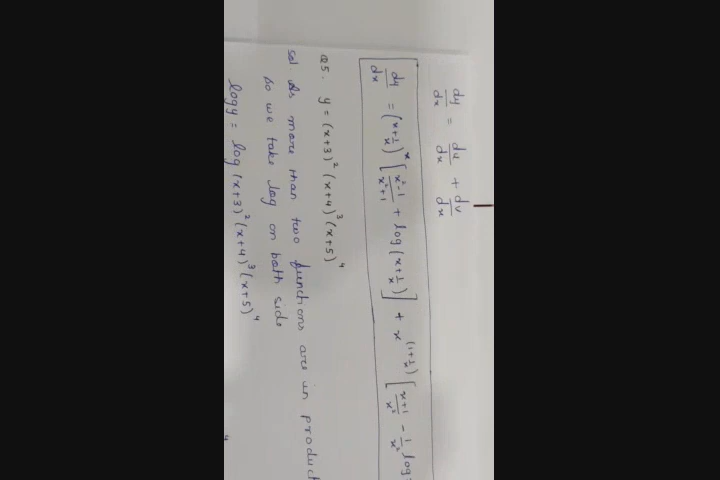 dy/dx = du/dx + dv/dx
dy/dx = (x+1/x)^x [x²-1/x²+1 + log(x+1/x)] + x^(1+1/x) [x+1/x² - 1/x² log
Q5. y = (x+3)² (x+4)³ (x+5)⁴
sol. As more than two functions are in product
so we take log on both side
logy = log (x+3)² (x+4)³ (x+5)⁴